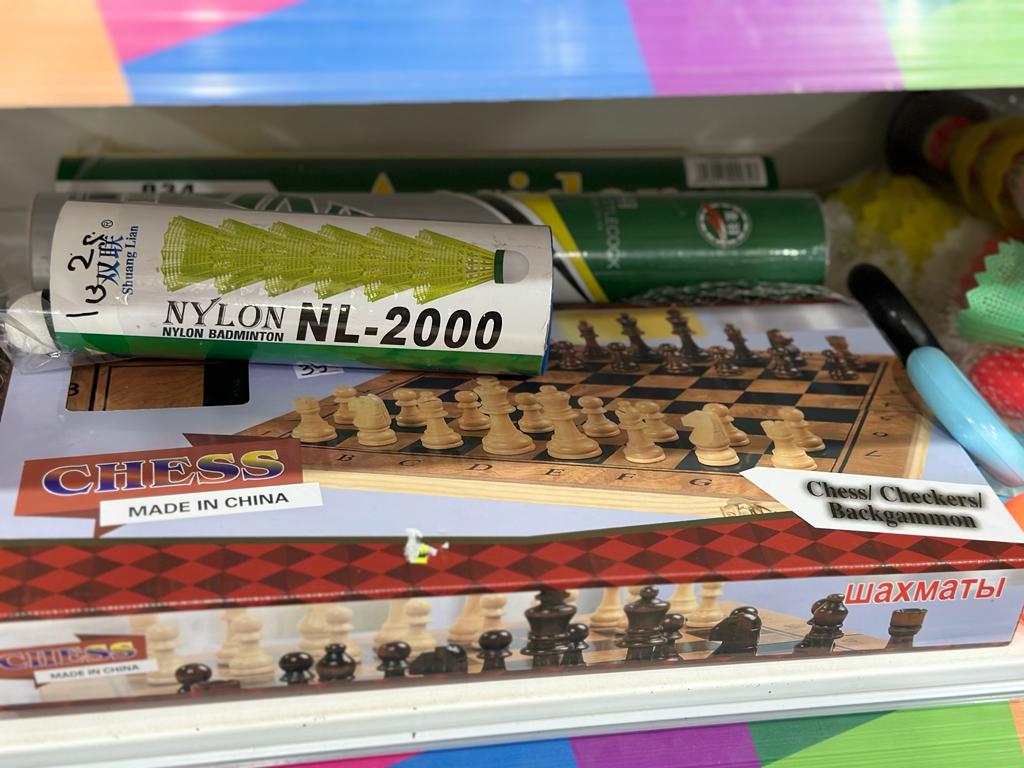 934
双联®
Shuang Lian
NYLON NL-2000
NYLON BADMINTON
CHESS
MADE IN CHINA
B C D E F G
Chess/ Checkers/
Backgammon
шахматы
CHESS
MADE IN CHINA